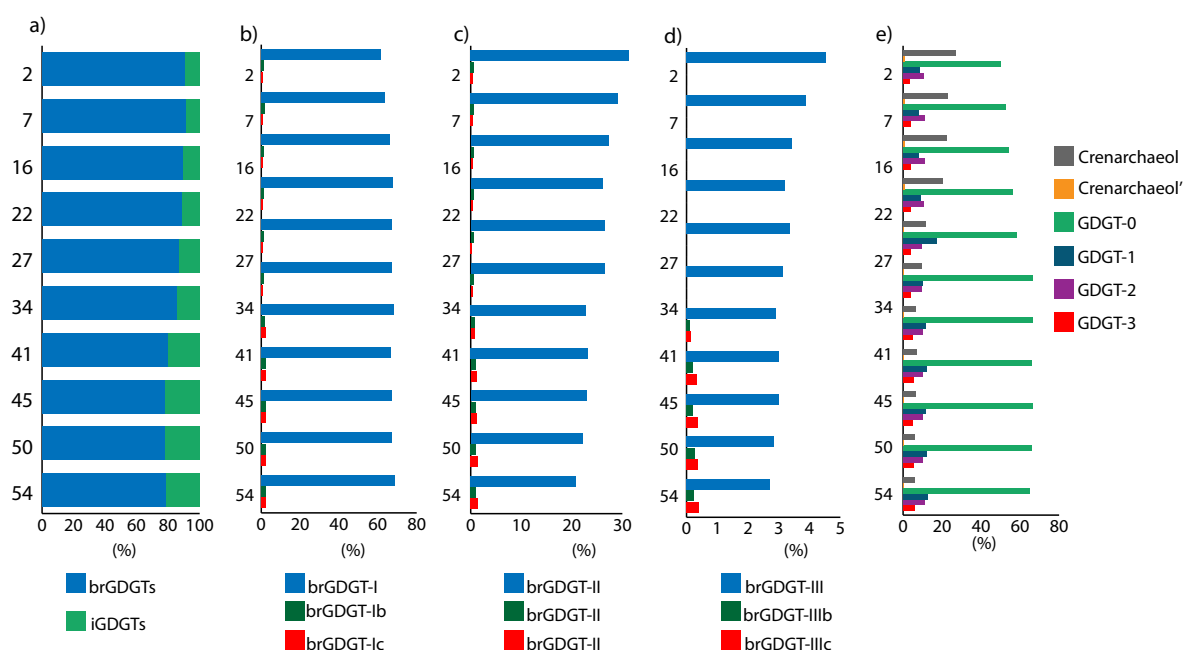 a)
2
7
16
22
27
34
41
45
50
54
0 20 40 60 80 100
(%)
brGDGTs
iGDGTs
b)
2
7
16
22
27
34
41
45
50
54
0 20 40 60 80
(%)
brGDGT-I
brGDGT-Ib
brGDGT-Ic
c)
2
7
16
22
27
34
41
45
50
54
0 10 20 30
(%)
brGDGT-II
brGDGT-II
brGDGT-II
d)
2
7
16
22
27
34
41
45
50
54
0 1 2 3 4 5
(%)
brGDGT-III
brGDGT-IIIb
brGDGT-IIIc
e)
2
7
16
22
27
34
41
45
50
54
0 20 40 60 80
(%)
Crenarchaeol
Crenarchaeol’
GDGT-0
GDGT-1
GDGT-2
GDGT-3